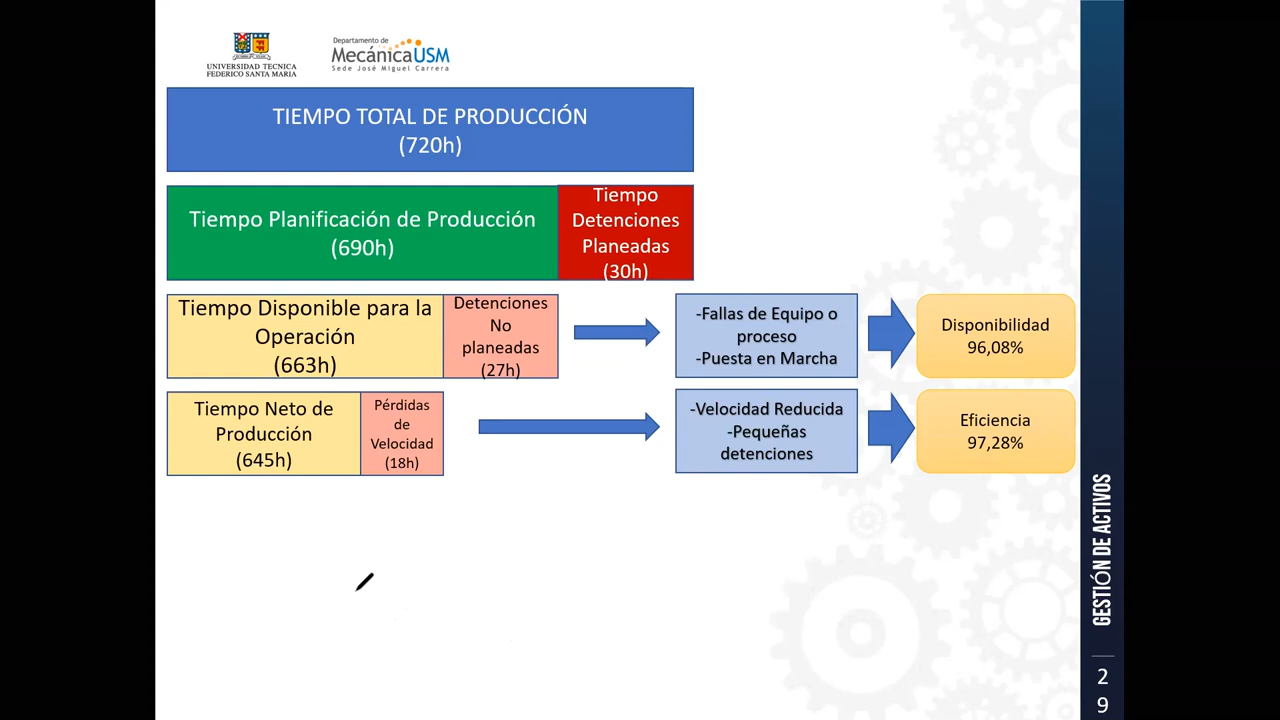 UNIVERSIDAD TECNICA
FEDERICO SANTA MARIA
Departamento de
MecánicaUSM
Sede José Miguel Carrera
TIEMPO TOTAL DE PRODUCCIÓN
(720h)
Tiempo Planificación de Producción
(690h)
Tiempo
Detenciones
Planeadas
(30h)
Tiempo Disponible para la
Operación
(663h)
Detenciones
No
planeadas
(27h)
-Fallas de Equipo o
proceso
-Puesta en Marcha
Disponibilidad
96,08%
Tiempo Neto de
Producción
(645h)
Pérdidas
de
Velocidad
(18h)
-Velocidad Reducida
-Pequeñas
detenciones
Eficiencia
97,28%
GESTIÓN DE ACTIVOS
2
9